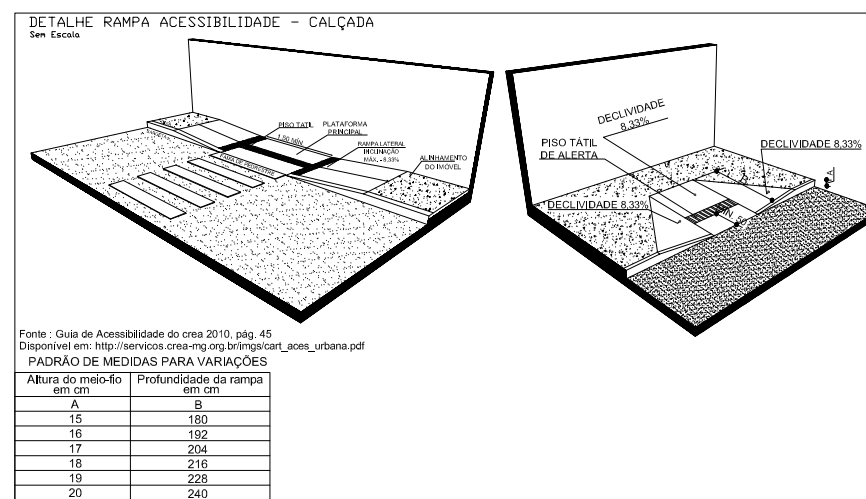 DETALHE RAMPA ACESSIBILIDADE - CALÇADA
Sem Escala
PISO TATIL
1,50 MÍN.
PLATAFORMA
PRINCIPAL
RAMPA LATERAL
INCLINAÇÃO
MÁX. - 8,33%
ALINHAMENTO
DO IMÓVEL
FAIXA DE PEDESTRE
DECLIVIDADE
8,33%
PISO TÁTIL
DE ALERTA
DECLIVIDADE 8,33%
DECLIVIDADE 8,33%
A
Fonte : Guia de Acessibilidade do crea 2010, pág. 45
Disponível em: http://servicos.crea-mg.org.br/imgs/cart_aces_urbana.pdf
PADRÃO DE MEDIDAS PARA VARIAÇÕES
Altura do meio-fio em cm Profundidade da rampa em cm
A B
15 180
16 192
17 204
18 216
19 228
20 240